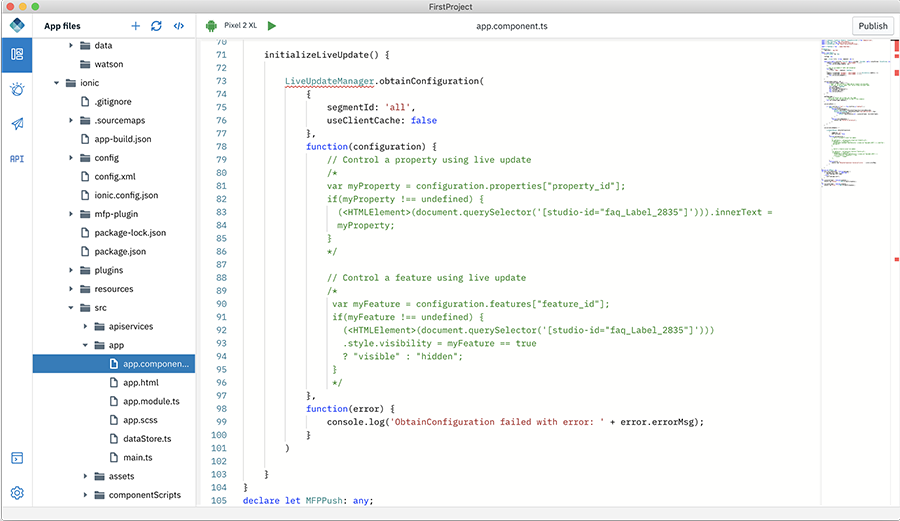 FirstProject
App files
Pixel 2 XL
app.component.ts
Publish
data
watson
ionic
.gitignore
.sourcemaps
app-build.json
config
config.xml
ionic.config.json
mfp-plugin
package-lock.json
package.json
plugins
resources
src
apiservices
app
app.componen...
app.html
app.module.ts
app.scss
dataStore.ts
main.ts
assets
componentScripts
API
70
71 initializeLiveUpdate() {
72
73 LiveUpdateManager.obtainConfiguration(
74 {
75 segmentId: 'all',
76 useClientCache: false
77 },
78 function(configuration) {
79 // Control a property using live update
80 /*
81 var myProperty = configuration.properties["property_id"];
82 if(myProperty !== undefined) {
83 (<HTMLElement>(document.querySelector('[studio-id="faq_Label_2835"]'))).innerText =
84 myProperty;
85 }
86 */
87
88 // Control a feature using live update
89 /*
90 var myFeature = configuration.features["feature_id"];
91 if(myFeature !== undefined) {
92 (<HTMLElement>(document.querySelector('[studio-id="faq_Label_2835"]')))
93 .style.visibility = myFeature == true
94 ? "visible" : "hidden";
95 }
96 */
97 },
98 function(error) {
99 console.log('ObtainConfiguration failed with error: ' + error.errorMsg);
100 }
101 )
102
103 }
104 }
105 declare let MFPPush: any;